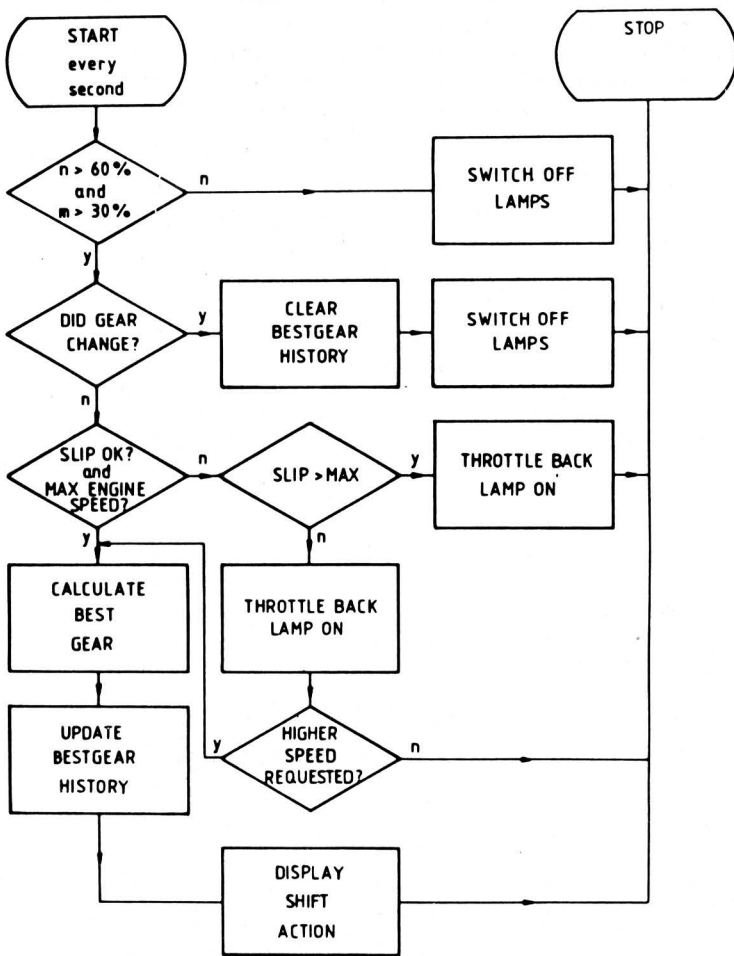 START
every
second
STOP
n > 60%
and
m > 30%
n
SWITCH OFF
LAMPS
y
DID GEAR
CHANGE?
y
CLEAR
BESTGEAR
HISTORY
SWITCH OFF
LAMPS
n
SLIP OK?
and
MAX ENGINE
SPEED?
n
SLIP > MAX
y
THROTTLE BACK
LAMP ON
y
n
CALCULATE
BEST
GEAR
THROTTLE BACK
LAMP ON
UPDATE
BESTGEAR
HISTORY
y
HIGHER
SPEED
REQUESTED?
n
DISPLAY
SHIFT
ACTION